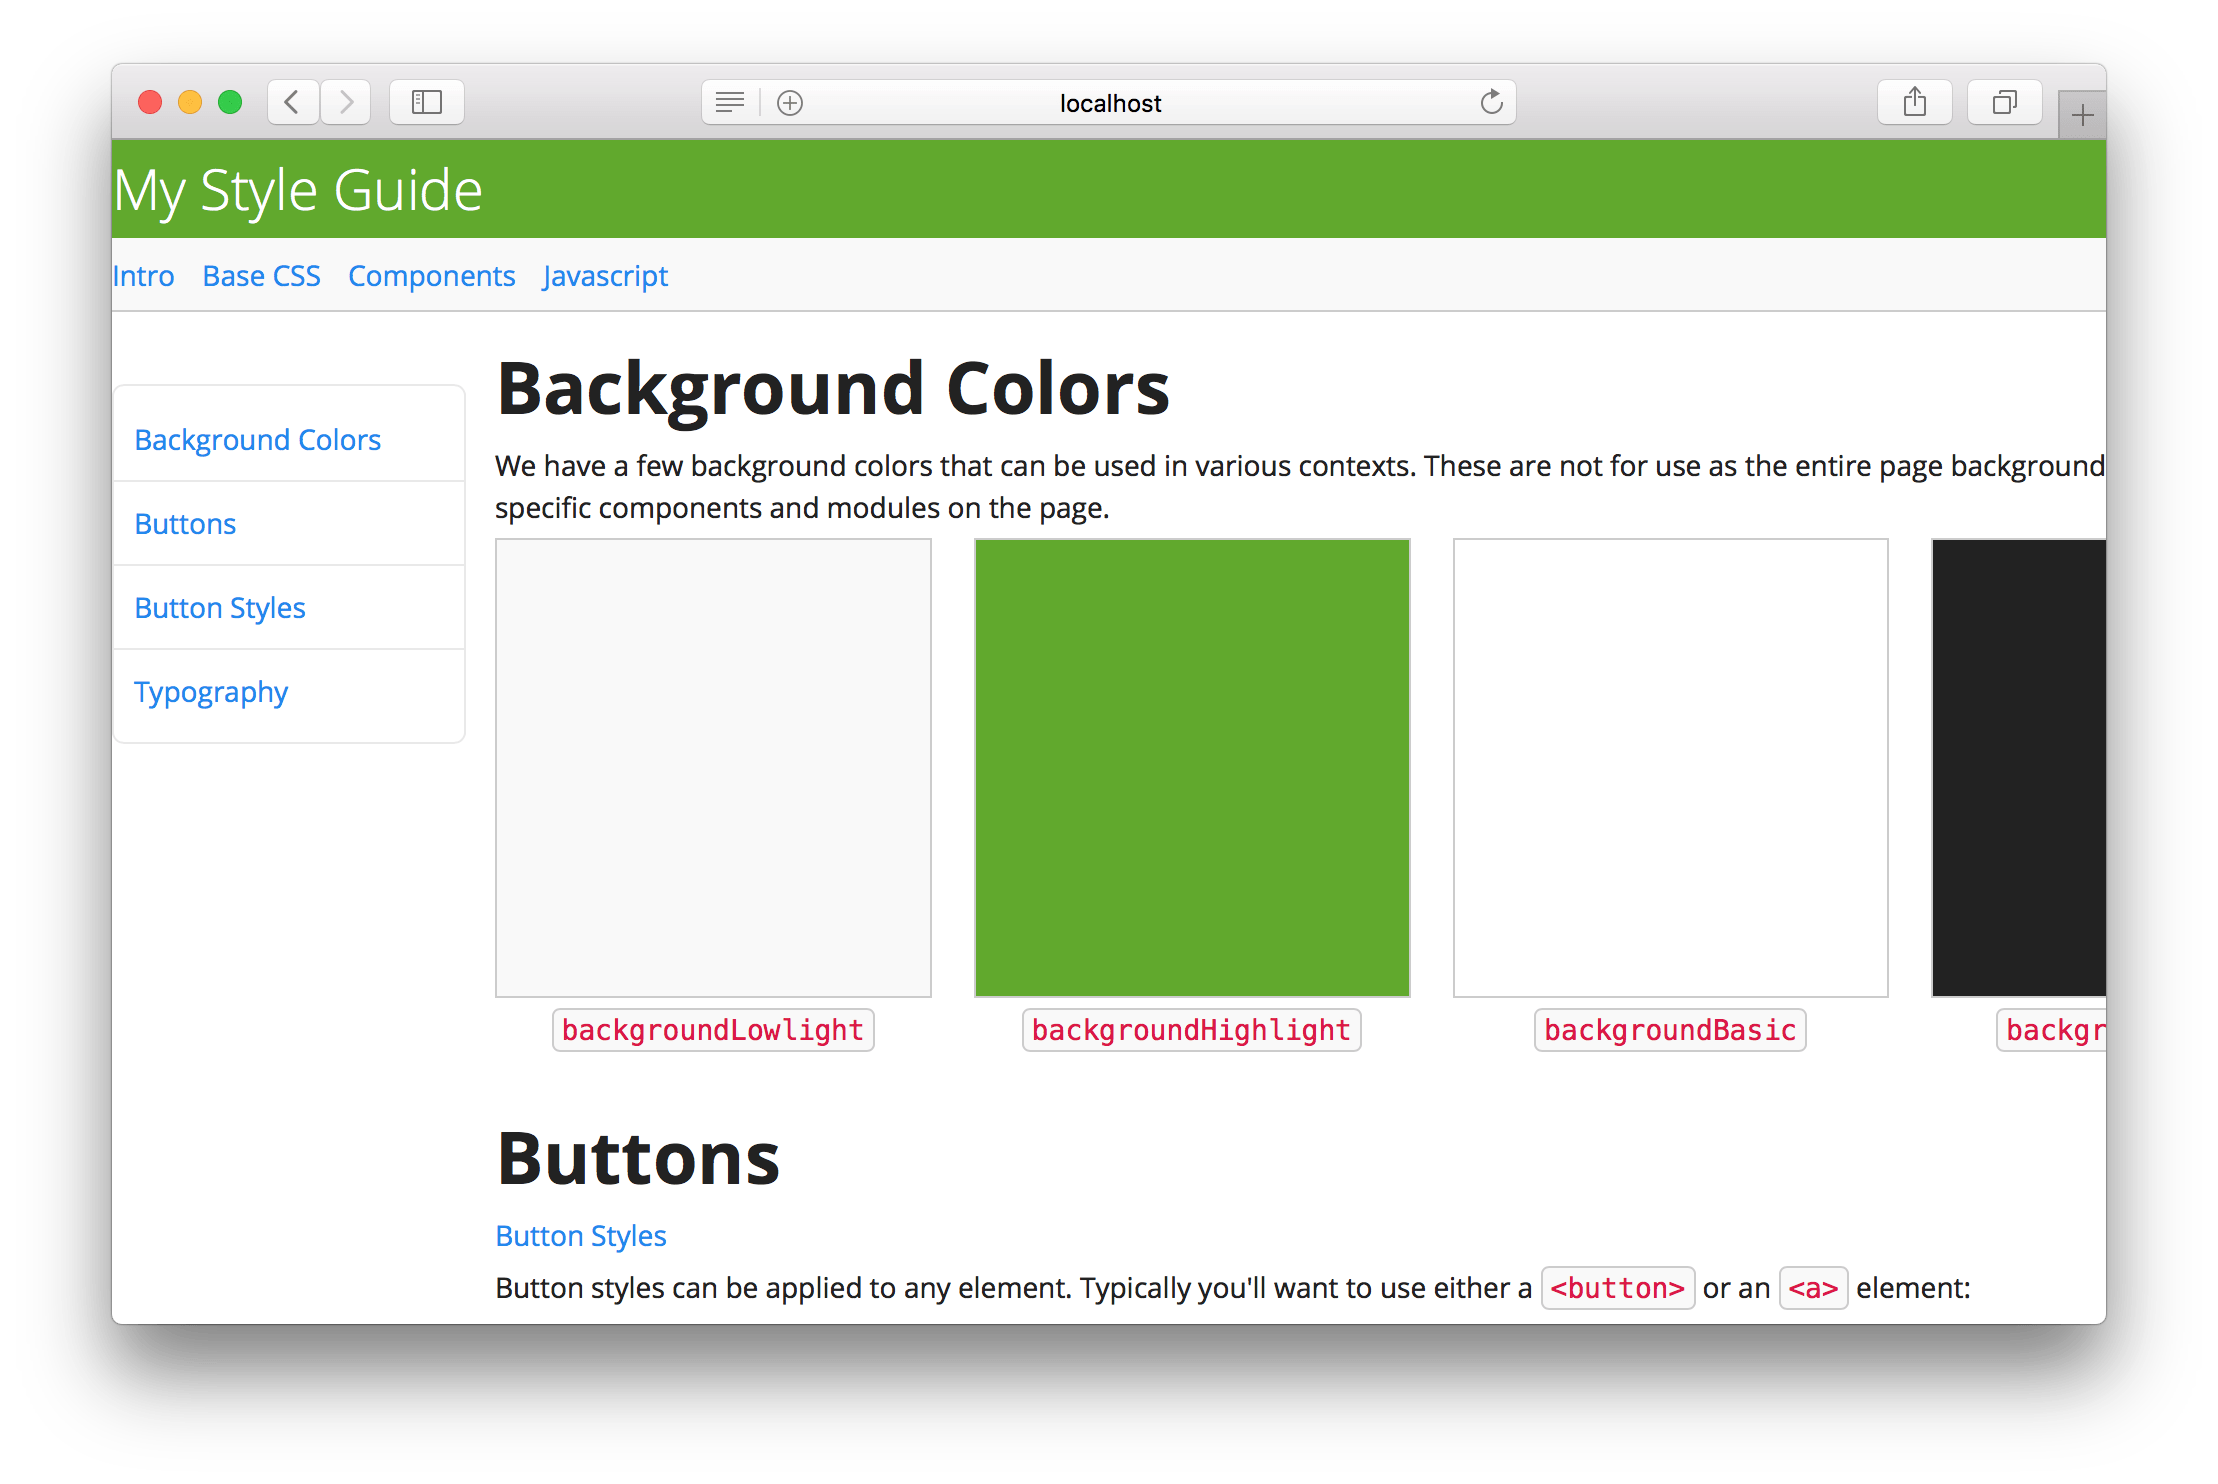 localhost
My Style Guide
Intro Base CSS Components Javascript
Background Colors
Buttons
Button Styles
Typography
Background Colors
We have a few background colors that can be used in various contexts. These are not for use as the entire page background
specific components and modules on the page.
backgroundLowlight backgroundHighlight backgroundBasic backgr
Buttons
Button Styles
Button styles can be applied to any element. Typically you'll want to use either a <button> or an <a> element: